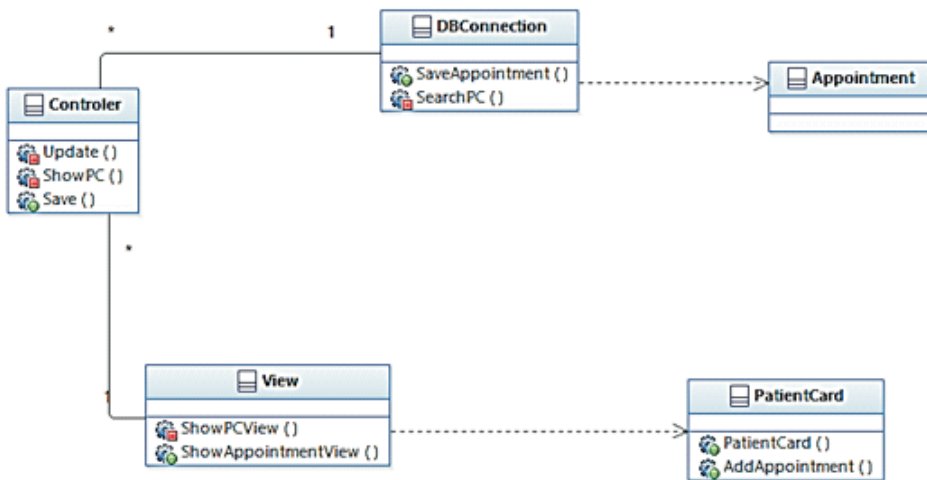 * 1
DBConnection
SaveAppointment ()
SearchPC ()
Appointment
Controler
Update ()
ShowPC ()
Save ()
*
1
View
ShowPCView ()
ShowAppointmentView ()
PatientCard
PatientCard ()
AddAppointment ()